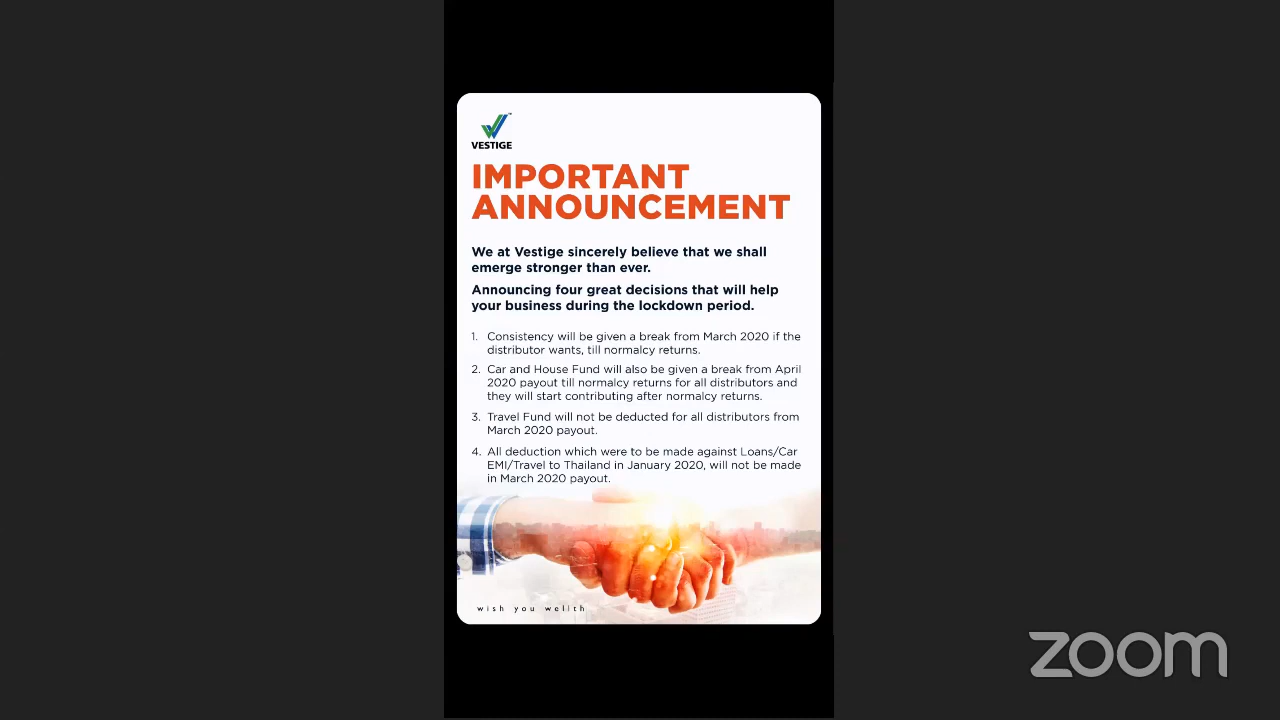 VESTIGE
IMPORTANT
ANNOUNCEMENT
We at Vestige sincerely believe that we shall
emerge stronger than ever.
Announcing four great decisions that will help
your business during the lockdown period.
1. Consistency will be given a break from March 2020 if the
distributor wants, till normalcy returns.
2. Car and House Fund will also be given a break from April
2020 payout till normalcy returns for all distributors and
they will start contributing after normalcy returns.
3. Travel Fund will not be deducted for all distributors from
March 2020 payout.
4. All deduction which were to be made against Loans/Car
EMI/Travel to Thailand in January 2020, will not be made
in March 2020 payout.
wish you wellth
zoom